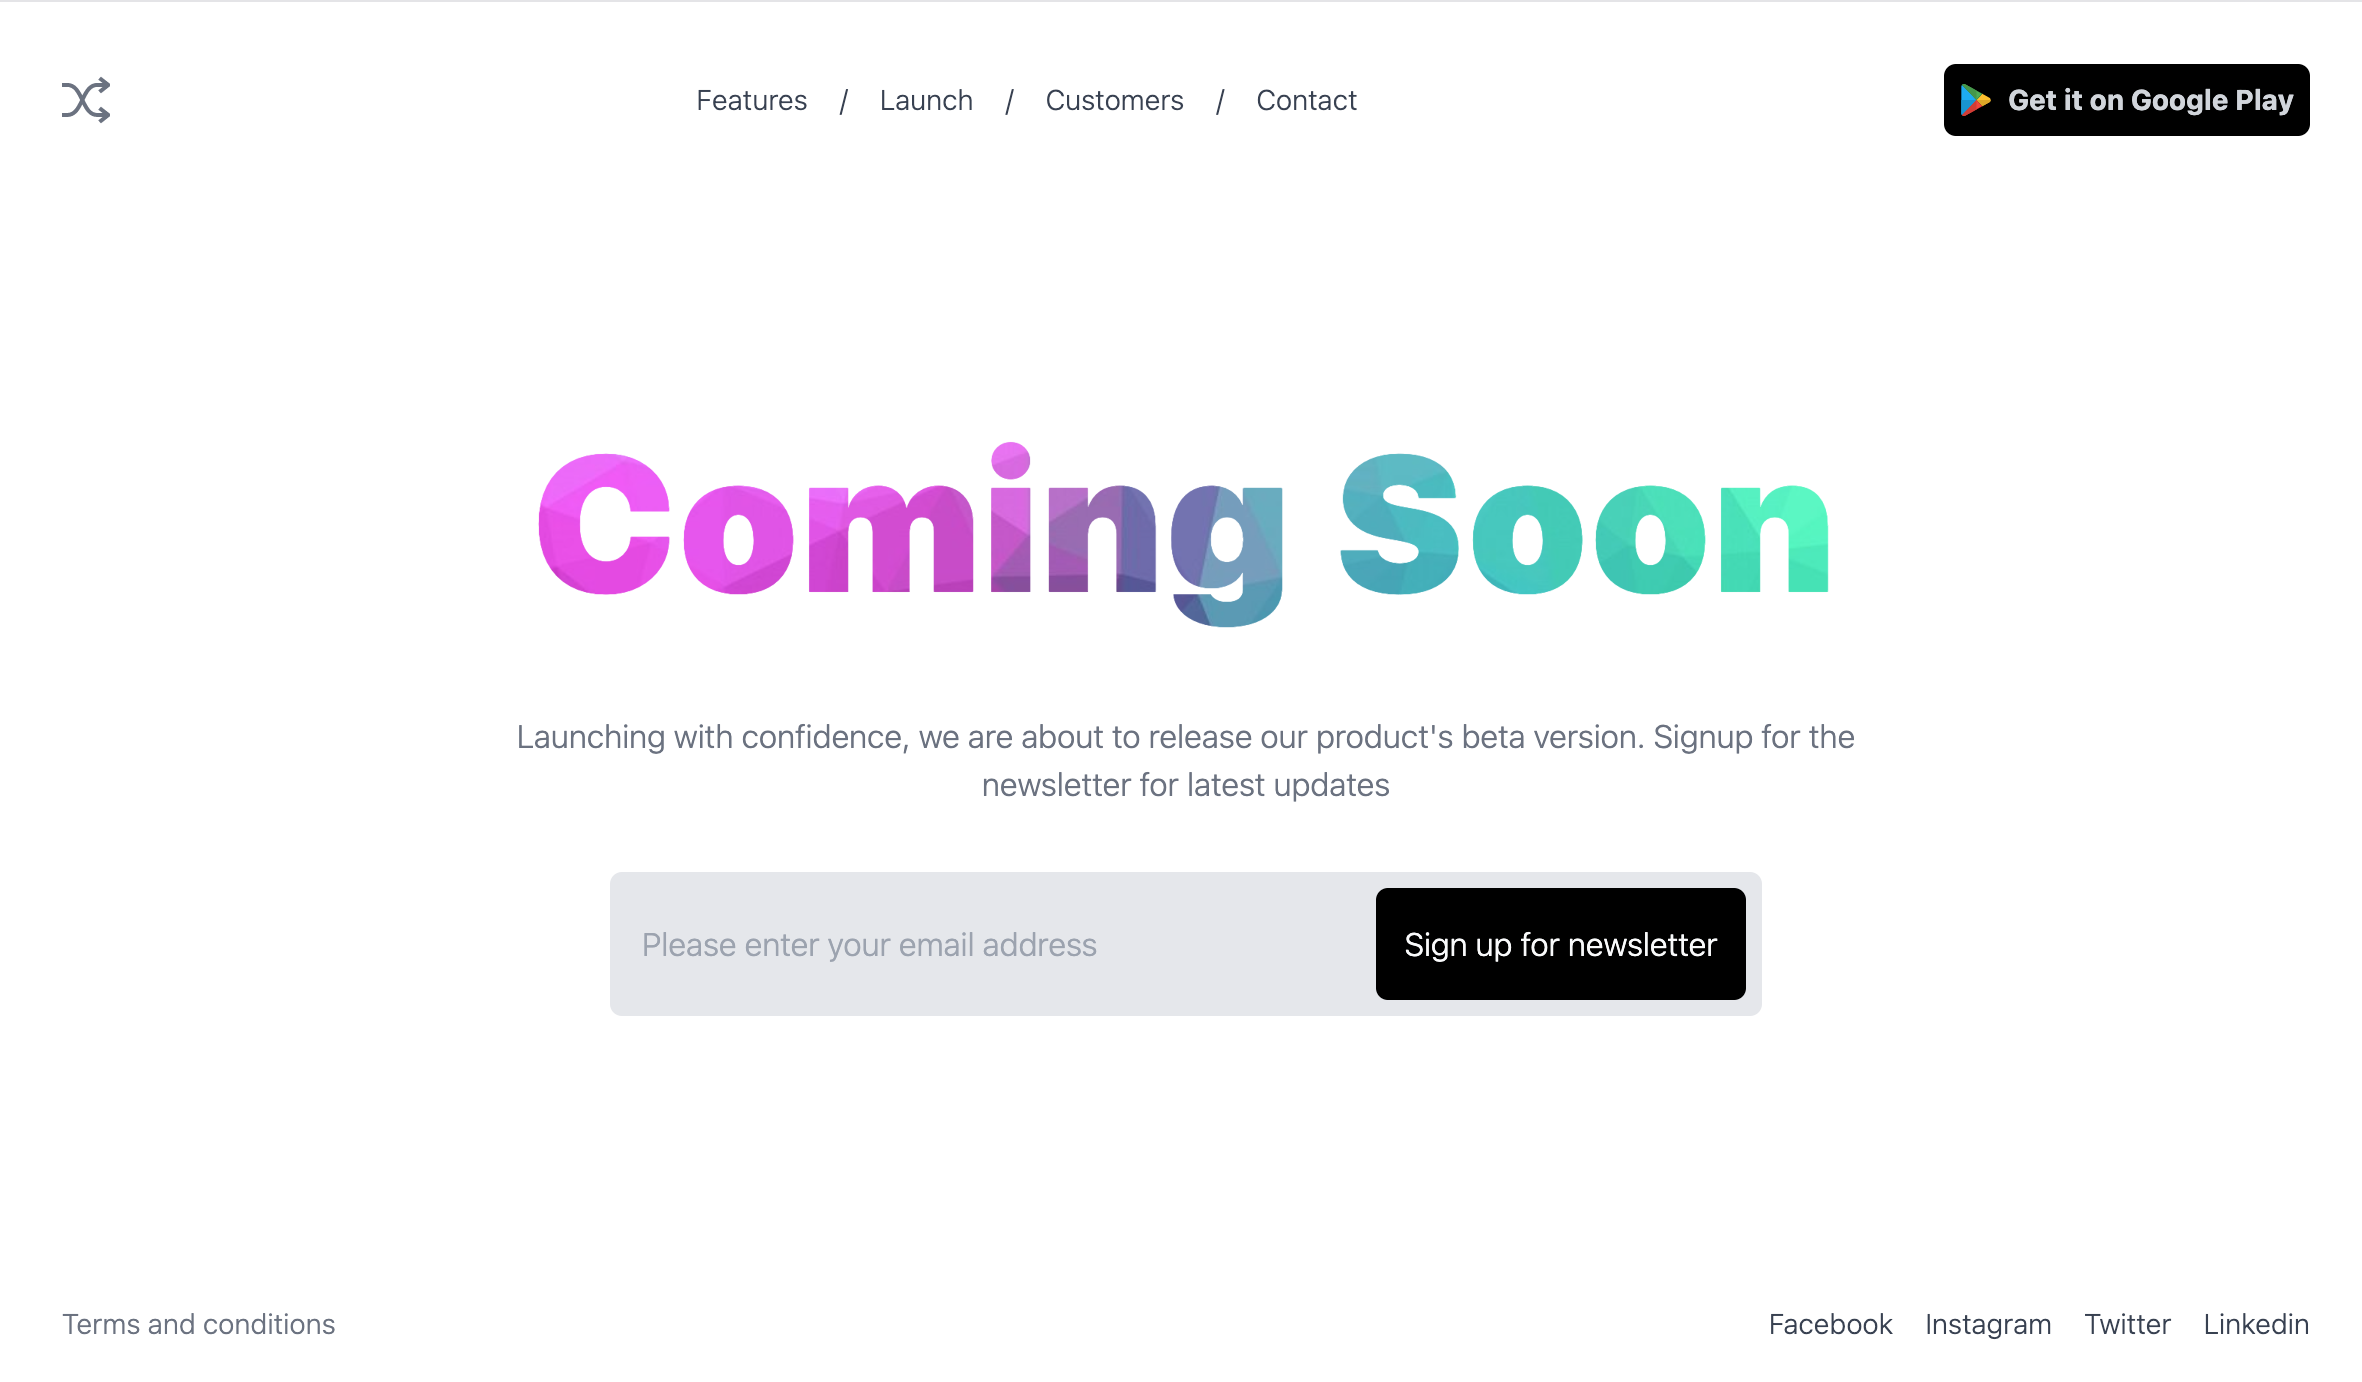 Features / Launch / Customers / Contact
Get it on Google Play
Coming Soon
Launching with confidence, we are about to release our product's beta version. Signup for the
newsletter for latest updates
Please enter your email address
Sign up for newsletter
Terms and conditions
Facebook Instagram Twitter Linkedin